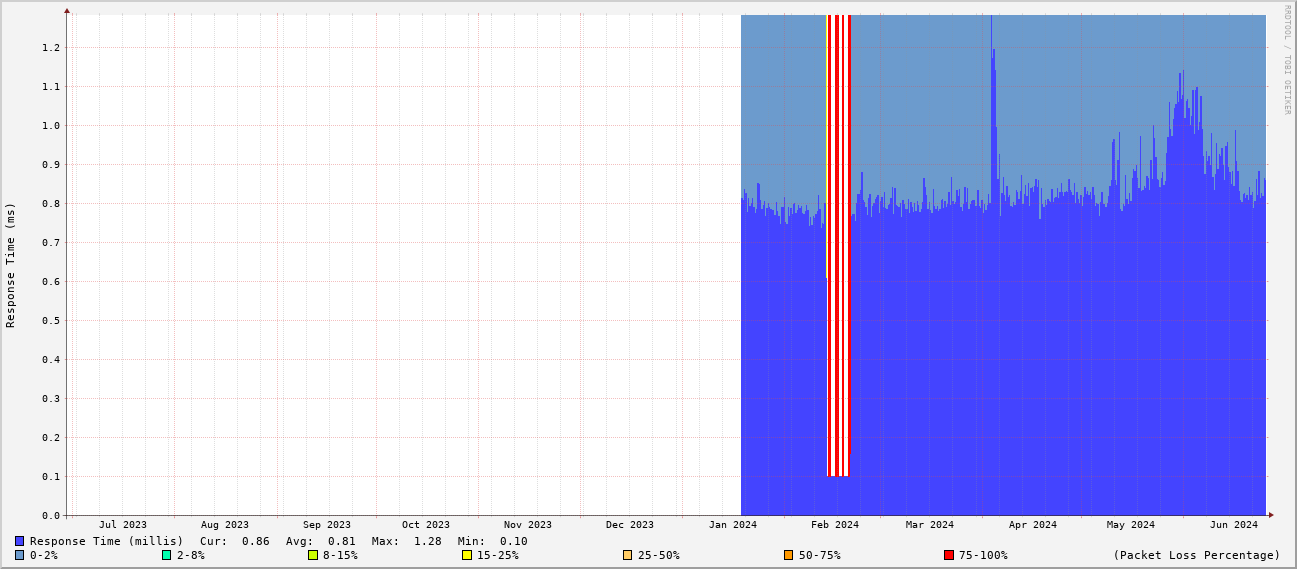 RRDTOOL / TOBI OETIKER
Response Time (ms)
1.2
1.1
1.0
0.9
0.8
0.7
0.6
0.5
0.4
0.3
0.2
0.1
0.0
Jul 2023 Aug 2023 Sep 2023 Oct 2023 Nov 2023 Dec 2023 Jan 2024 Feb 2024 Mar 2024 Apr 2024 May 2024 Jun 2024
Response Time (millis) Cur: 0.86 Avg: 0.81 Max: 1.28 Min: 0.10
0-2% 2-8% 8-15% 15-25% 25-50% 50-75% 75-100% (Packet Loss Percentage)